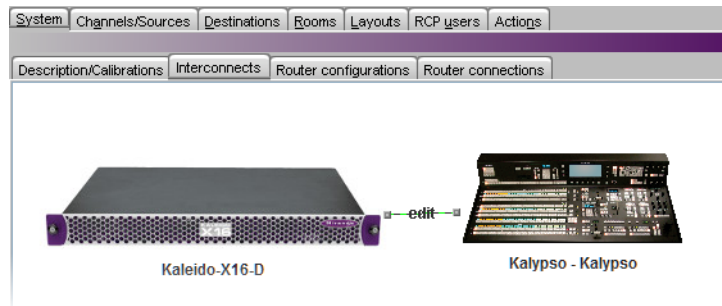 System Channels/Sources Destinations Rooms Layouts RCP users Actions
Description/Calibrations Interconnects Router configurations Router connections
X16
edit
Kaleido-X16-D
Kalypso - Kalypso